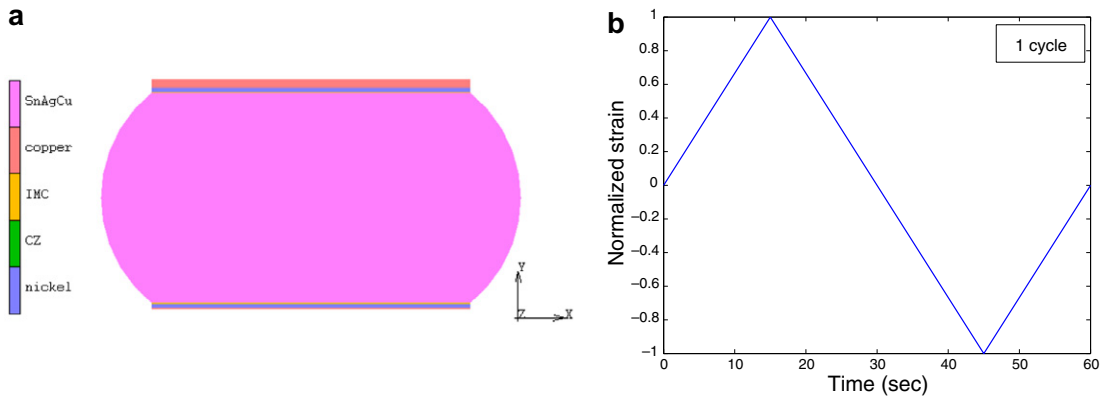 a
SnAgCu
copper
IMC
CZ
nickel
Y
Z
X
b
1 cycle
Normalized strain
1
0.8
0.6
0.4
0.2
0
−0.2
−0.4
−0.6
−0.8
−1
0
10
20
30
40
50
60
Time (sec)